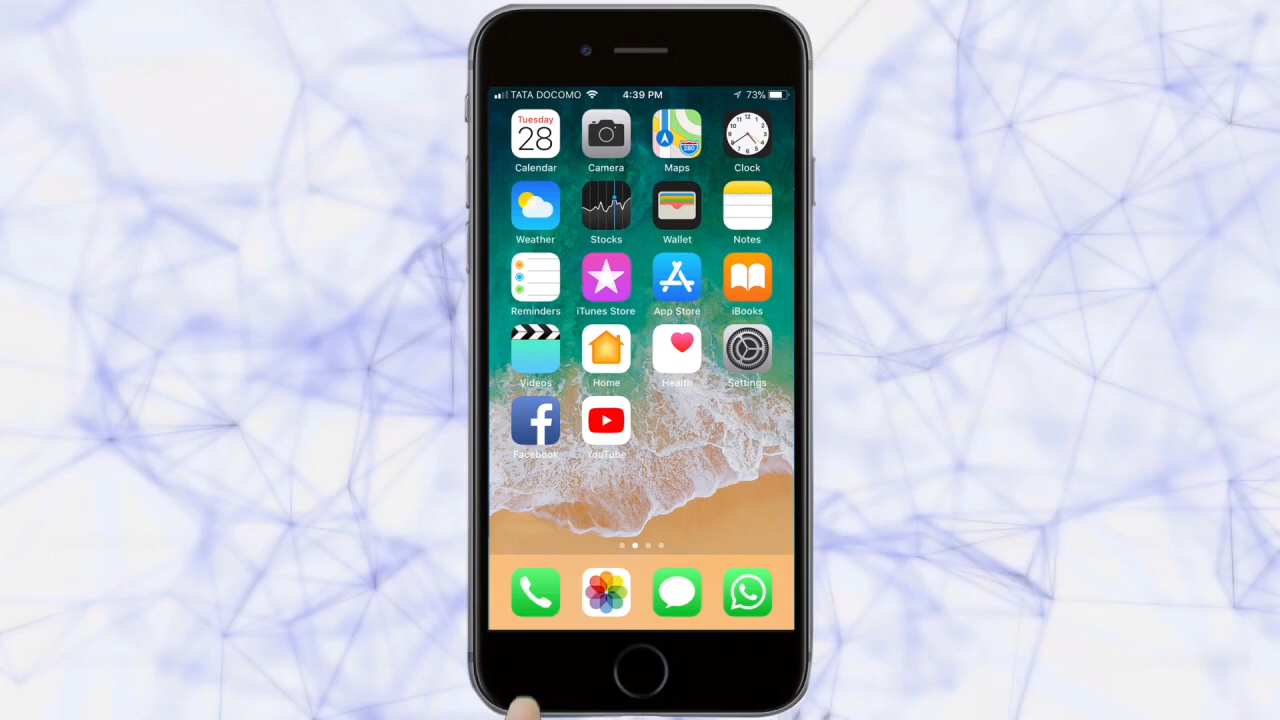 TATA DOCOMO 4:39 PM 73%
Tuesday
28
Calendar Camera Maps Clock
Weather Stocks Wallet Notes
Reminders iTunes Store App Store iBooks
Videos Home Health Settings
Facebook YouTube